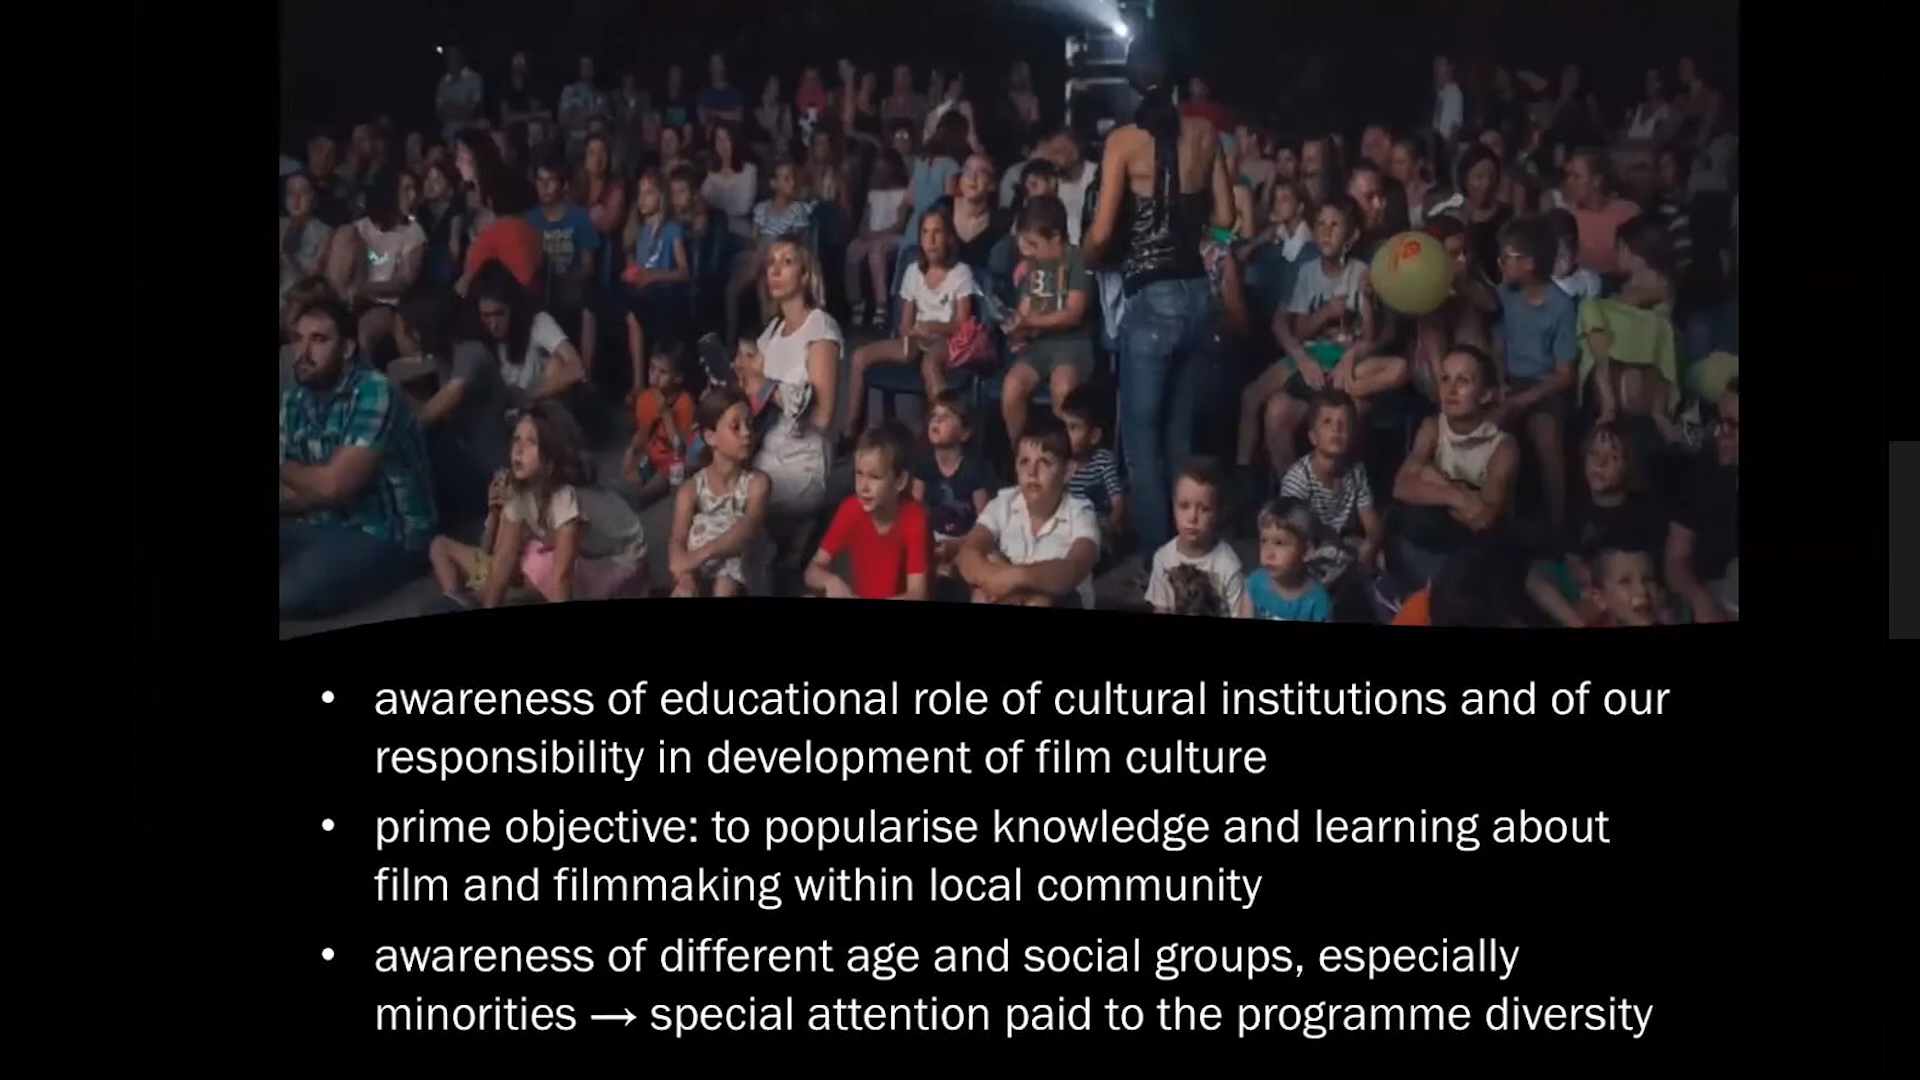 • awareness of educational role of cultural institutions and of our
responsibility in development of film culture
• prime objective: to popularise knowledge and learning about
film and filmmaking within local community
• awareness of different age and social groups, especially
minorities → special attention paid to the programme diversity